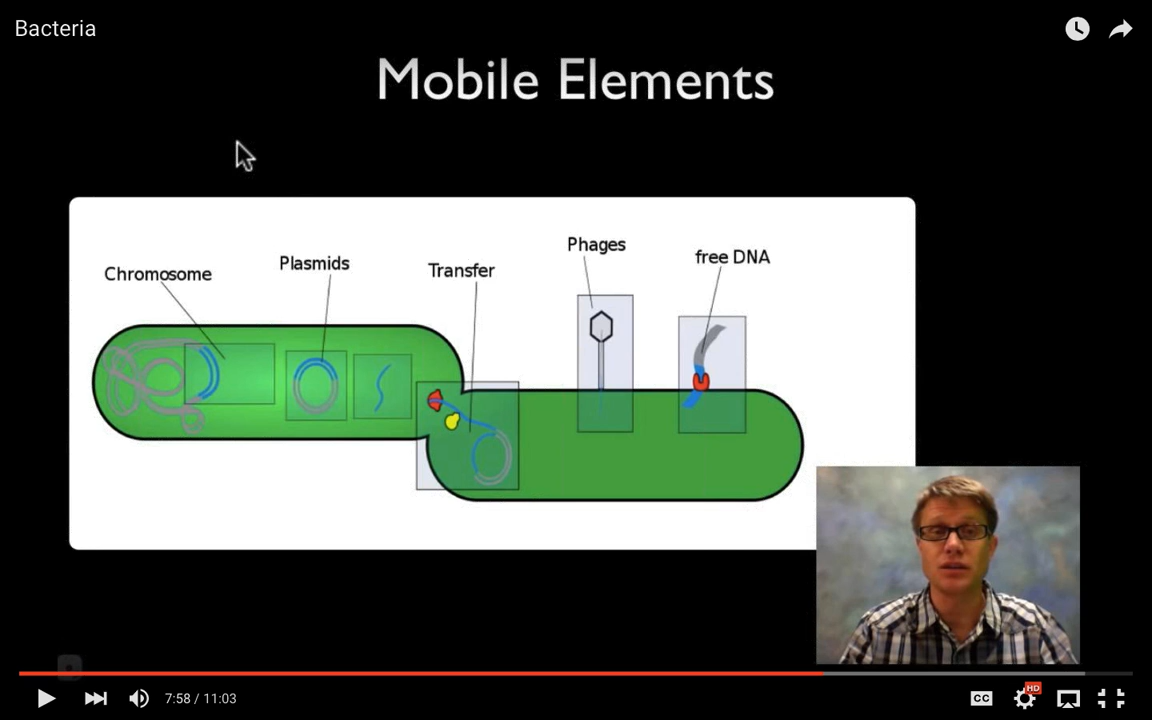 Bacteria
Mobile Elements
Phages
free DNA
Plasmids
Transfer
Chromosome
7:58 / 11:03
CC
HD